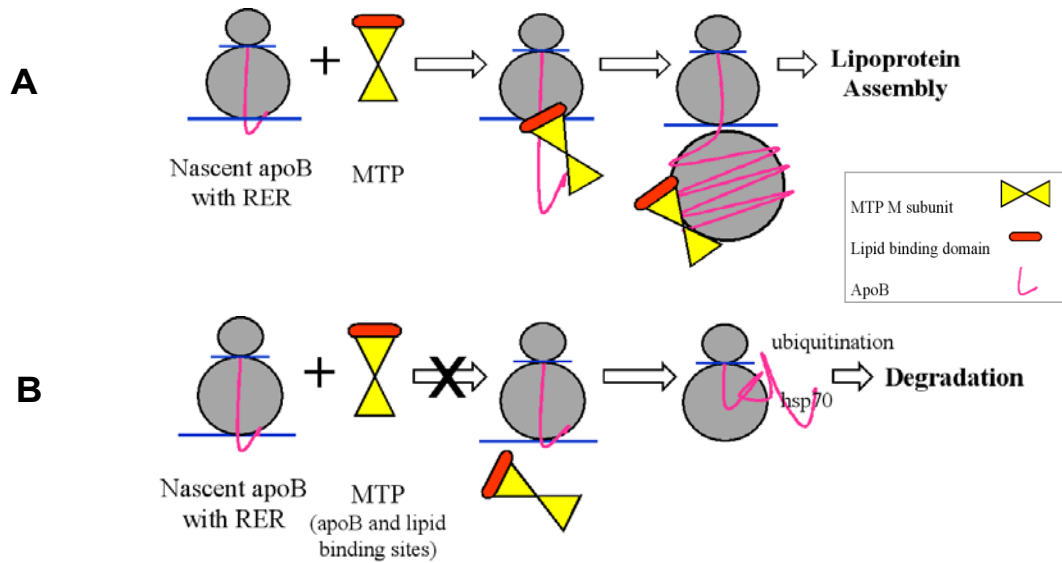 A
Nascent apoB
with RER
+
MTP
Lipoprotein
Assembly
MTP M subunit
Lipid binding domain
ApoB
B
Nascent apoB
with RER
+
MTP
(apoB and lipid
binding sites)
X
ubiquitination
hsp70
Degradation